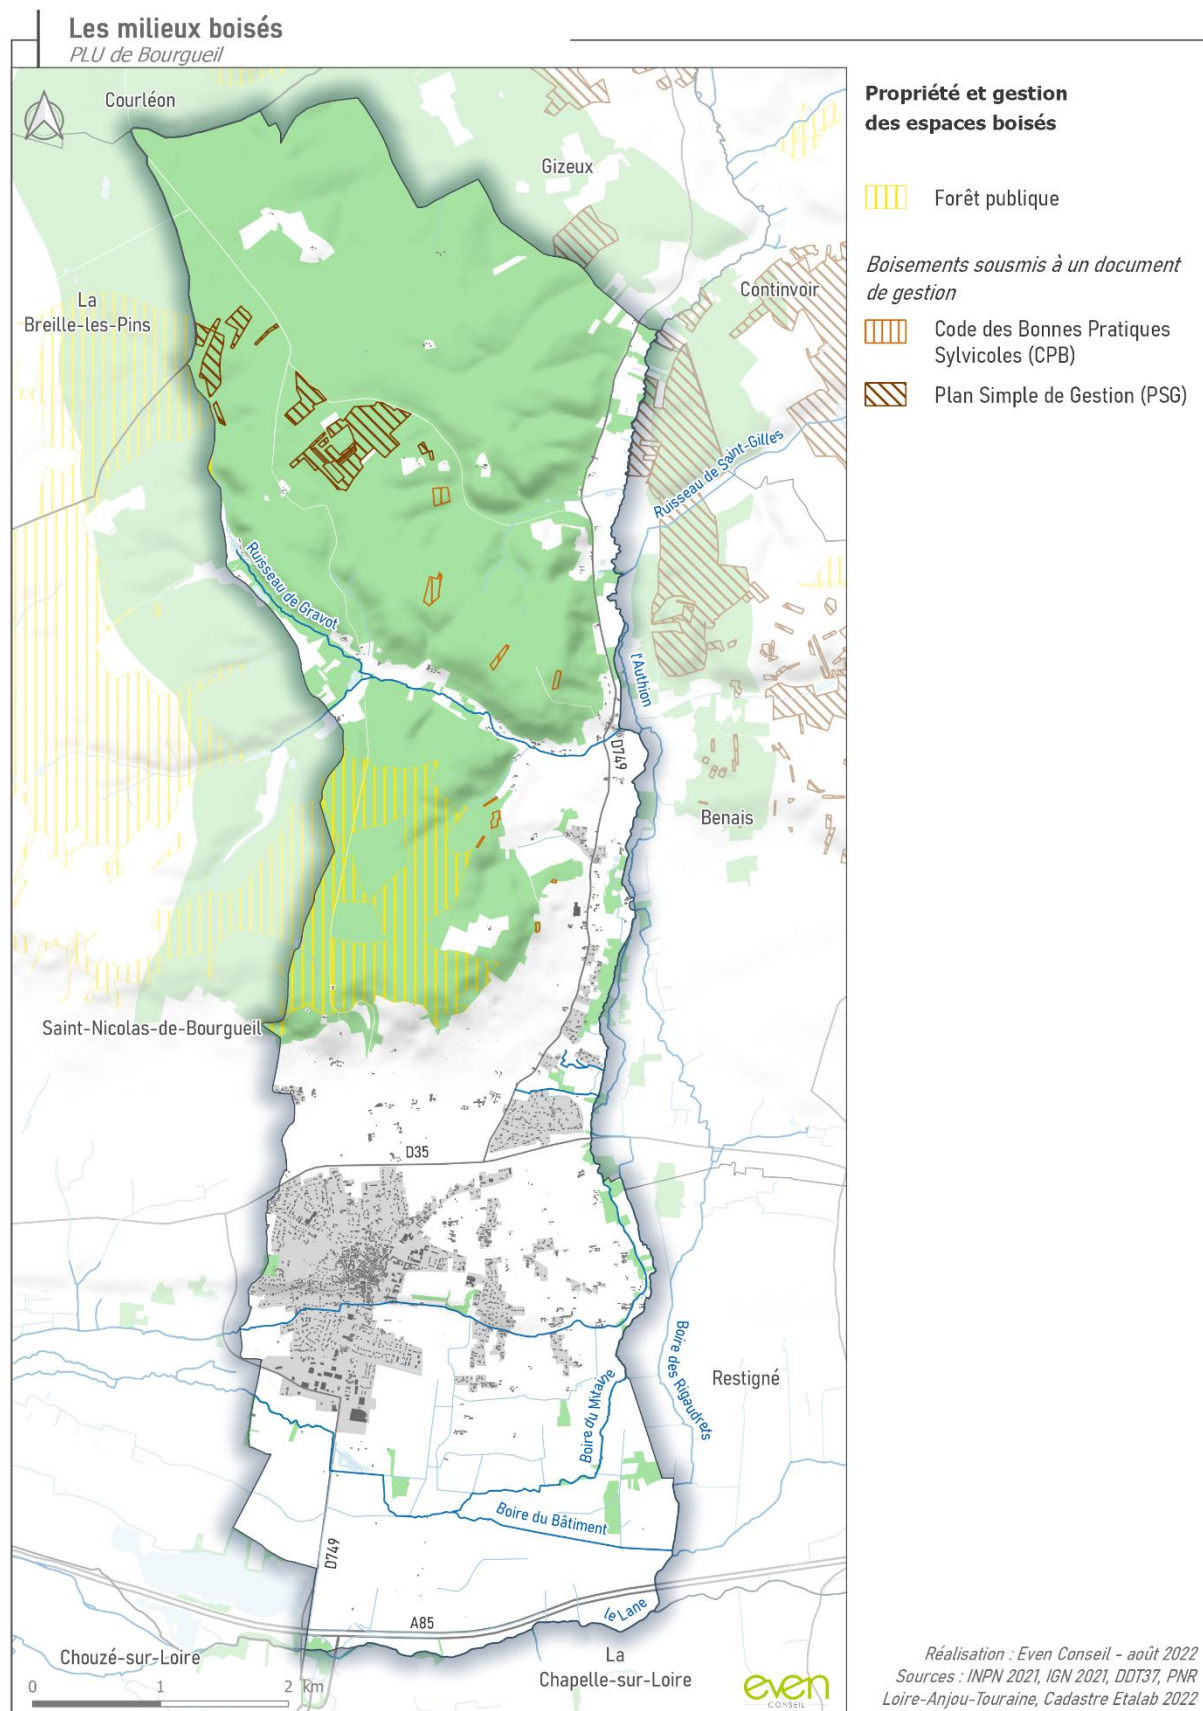 Les milieux boisés
PLU de Bourgueil
Courléon
Gizeux
La
Breille-les-Pins
Continvoir
Ruisseau de Saint-Gilles
Ruisseau de Gravot
l'Authion
D749
Benais
Saint-Nicolas-de-Bourgueil
D35
Boire des Rigaudrets
Restigné
Boire du Mitaine
Boire du Bâtiment
D749
le Lane
A85
Chouzé-sur-Loire
La
Chapelle-sur-Loire
0 1 2 km
even
CONSEIL
Propriété et gestion
des espaces boisés
Forêt publique
Boisements sousmis à un document
de gestion
Code des Bonnes Pratiques
Sylvicoles (CPB)
Plan Simple de Gestion (PSG)
Réalisation : Even Conseil - août 2022
Sources : INPN 2021, IGN 2021, DDT37, PNR
Loire-Anjou-Touraine, Cadastre Etalab 2022